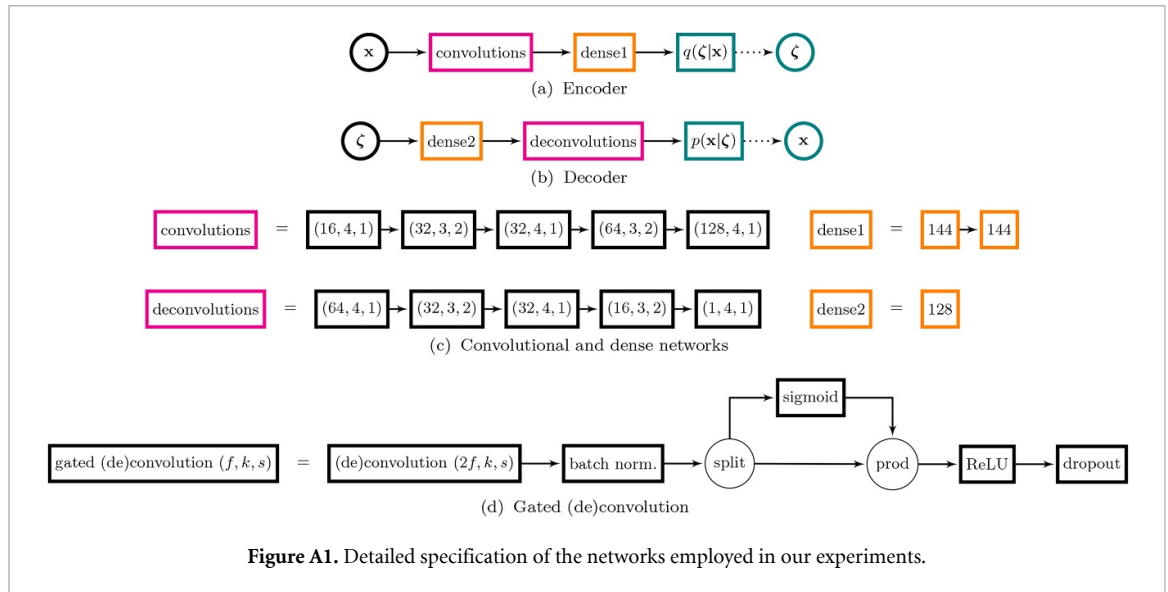 x convolutions dense1 q(ζ|x) ζ
(a) Encoder
ζ dense2 deconvolutions p(x|ζ) x
(b) Decoder
convolutions = (16, 4, 1) (32, 3, 2) (32, 4, 1) (64, 3, 2) (128, 4, 1) dense1 = 144 144
deconvolutions = (64, 4, 1) (32, 3, 2) (32, 4, 1) (16, 3, 2) (1, 4, 1) dense2 = 128
(c) Convolutional and dense networks
sigmoid
gated (de)convolution (f, k, s) = (de)convolution (2f, k, s) batch norm. split prod ReLU dropout
(d) Gated (de)convolution
Figure A1. Detailed specification of the networks employed in our experiments.